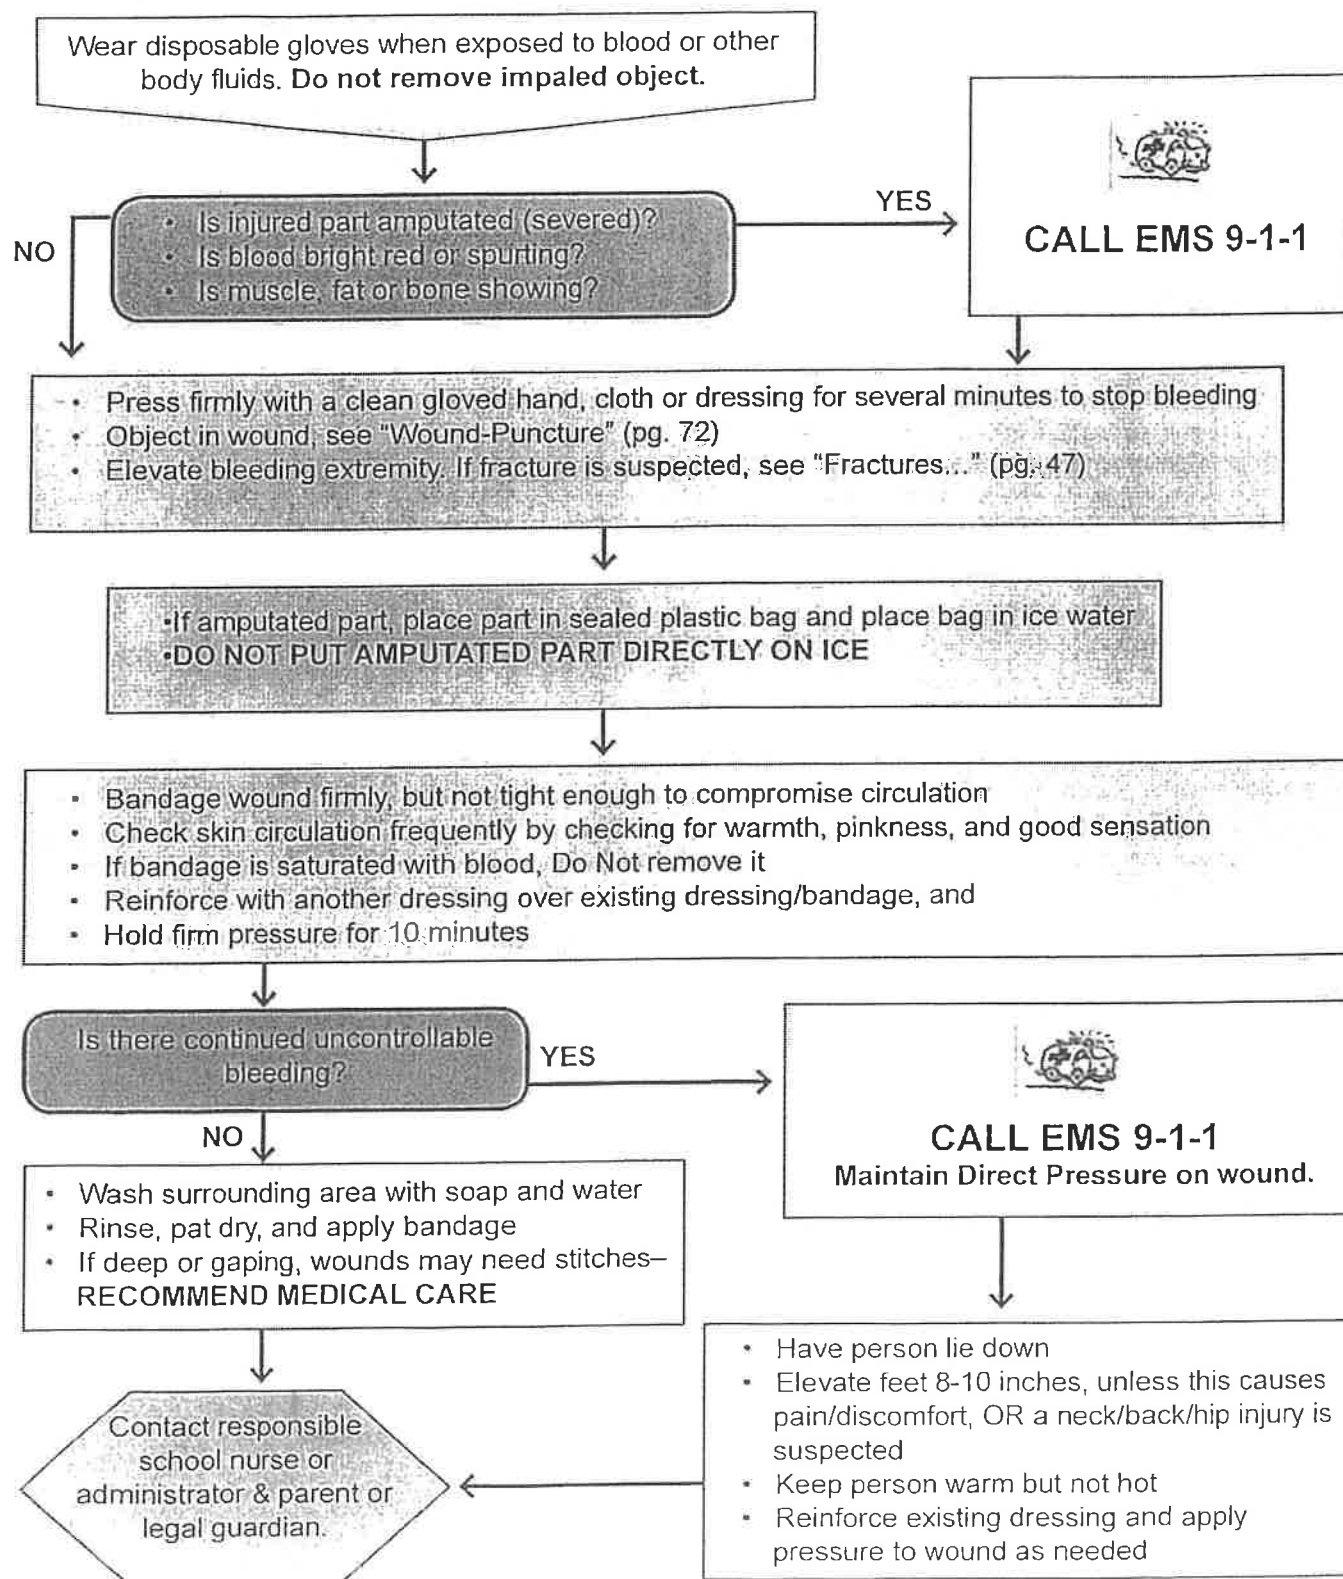 Wear disposable gloves when exposed to blood or other
body fluids. Do not remove impaled object.
YES
NO
• Is injured part amputated (severed)?
• Is blood bright red or spurting?
• Is muscle, fat or bone showing?
CALL EMS 9-1-1
• Press firmly with a clean gloved hand, cloth or dressing for several minutes to stop bleeding
• Object in wound, see "Wound-Puncture" (pg. 72)
• Elevate bleeding extremity. If fracture is suspected, see "Fractures..." (pg. 47)
•If amputated part, place part in sealed plastic bag and place bag in ice water
•DO NOT PUT AMPUTATED PART DIRECTLY ON ICE
• Bandage wound firmly, but not tight enough to compromise circulation
• Check skin circulation frequently by checking for warmth, pinkness, and good sensation
• If bandage is saturated with blood, Do Not remove it
• Reinforce with another dressing over existing dressing/bandage, and
• Hold firm pressure for 10 minutes
Is there continued uncontrollable
bleeding?
YES
NO
CALL EMS 9-1-1
Maintain Direct Pressure on wound.
• Wash surrounding area with soap and water
• Rinse, pat dry, and apply bandage
• If deep or gaping, wounds may need stitches–
RECOMMEND MEDICAL CARE
• Have person lie down
• Elevate feet 8-10 inches, unless this causes
pain/discomfort, OR a neck/back/hip injury is
suspected
• Keep person warm but not hot
• Reinforce existing dressing and apply
pressure to wound as needed
Contact responsible
school nurse or
administrator & parent or
legal guardian.